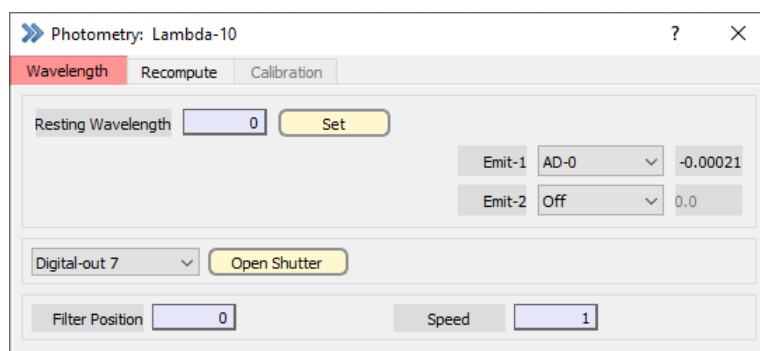 Photometry: Lambda-10 ?
Wavelength Recompute Calibration
Resting Wavelength 0 Set
Emit-1 AD-0 -0.00021
Emit-2 Off 0.0
Digital-out 7 Open Shutter
Filter Position 0 Speed 1